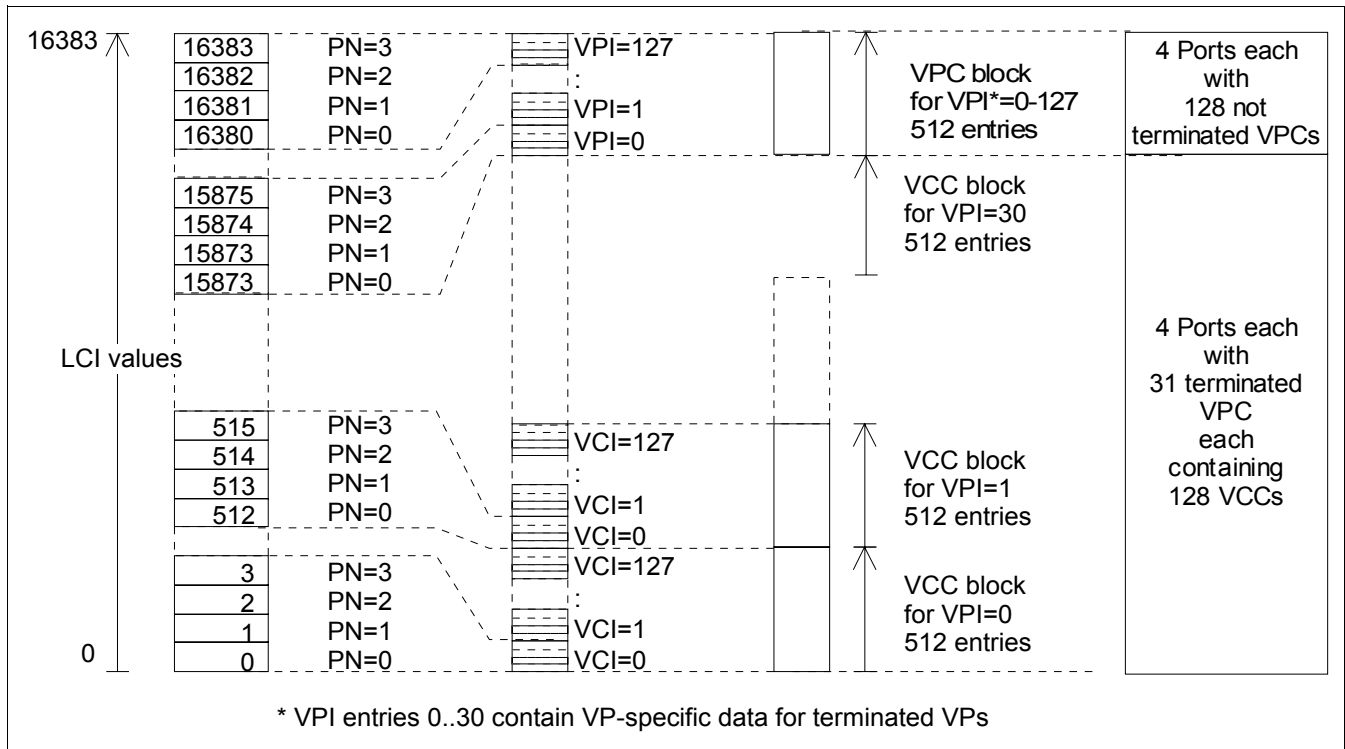 16383
16383 PN=3
16382 PN=2
16381 PN=1
16380 PN=0
15875 PN=3
15874 PN=2
15873 PN=1
15873 PN=0
LCI values
515 PN=3
514 PN=2
513 PN=1
512 PN=0
3 PN=3
2 PN=2
1 PN=1
0 PN=0
0
VPI=127
:
VPI=1
VPI=0
VCI=127
:
VCI=1
VCI=0
VCI=127
:
VCI=1
VCI=0
VPC block
for VPI*=0-127
512 entries
VCC block
for VPI=30
512 entries
VCC block
for VPI=1
512 entries
VCC block
for VPI=0
512 entries
4 Ports each
with
128 not
terminated VPCs
4 Ports each
with
31 terminated
VPC
each
containing
128 VCCs
* VPI entries 0..30 contain VP-specific data for terminated VPs